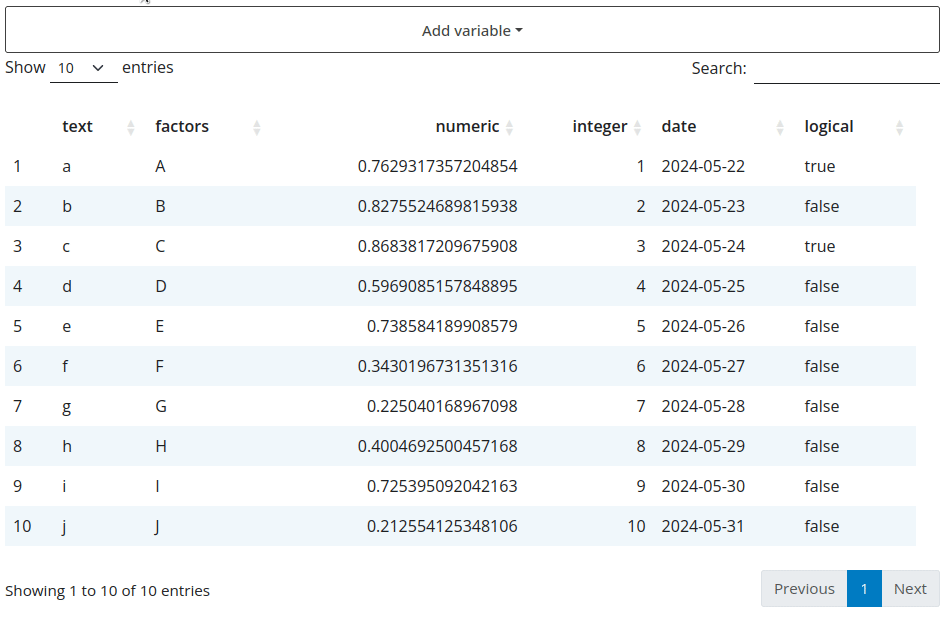 Add variable
Show 10 entries Search:
text factors numeric integer date logical
1 a A 0.7629317357204854 1 2024-05-22 true
2 b B 0.8275524689815938 2 2024-05-23 false
3 c C 0.8683817209675908 3 2024-05-24 true
4 d D 0.5969085157848895 4 2024-05-25 false
5 e E 0.738584189908579 5 2024-05-26 false
6 f F 0.3430196731351316 6 2024-05-27 false
7 g G 0.225040168967098 7 2024-05-28 false
8 h H 0.4004692500457168 8 2024-05-29 false
9 i I 0.725395092042163 9 2024-05-30 false
10 j J 0.212554125348106 10 2024-05-31 false
Showing 1 to 10 of 10 entries Previous 1 Next